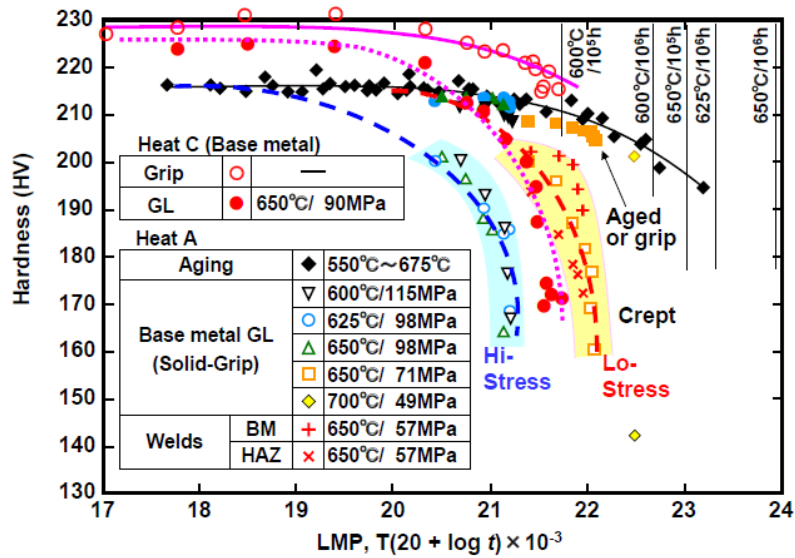 Hardness (HV)
230
220
210
200
190
180
170
160
150
140
130
17
18
19
20
21
22
23
24
LMP, T(20 + log t) × 10⁻³
600℃
/10⁵h
600℃/10⁶h
650℃/10⁵h
625℃/10⁶h
650℃/10⁶h
Heat C (Base metal)
Grip —
GL 650℃/ 90MPa
Heat A
Aging 550℃～675℃
Base metal GL
(Solid-Grip)
600℃/115MPa
625℃/ 98MPa
650℃/ 98MPa
650℃/ 71MPa
700℃/ 49MPa
Welds
BM 650℃/ 57MPa
HAZ 650℃/ 57MPa
Aged
or grip
Crept
Hi-
Stress
Lo-
Stress